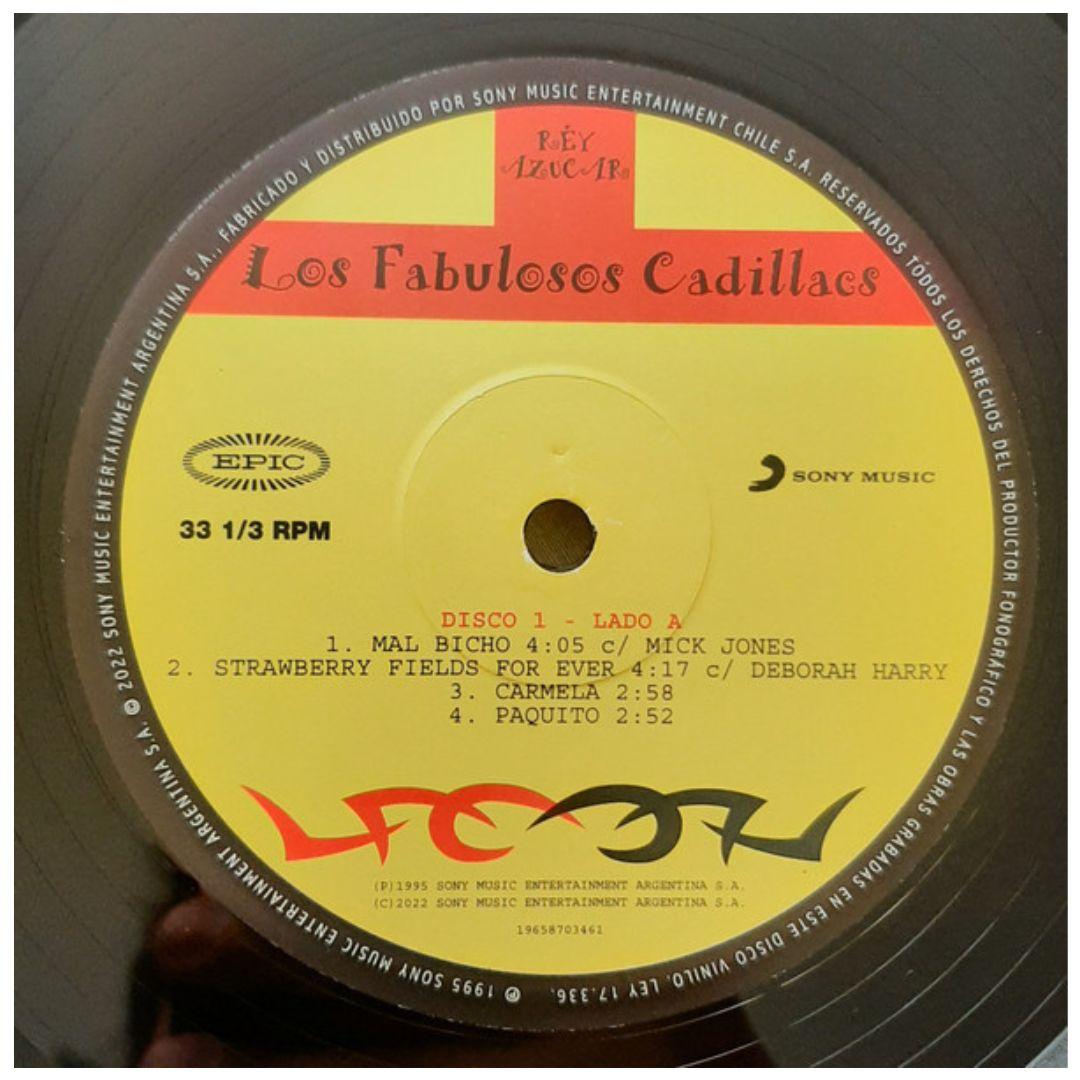 RÉY
AZUCAR
Los Fabulosos Cadillacs
EPIC
SONY MUSIC
33 1/3 RPM
DISCO 1 - LADO A
1. MAL BICHO 4:05 c/ MICK JONES
2. STRAWBERRY FIELDS FOR EVER 4:17 c/ DEBORAH HARRY
3. CARMELA 2:58
4. PAQUITO 2:52
LFC
(P)1995 SONY MUSIC ENTERTAINMENT ARGENTINA S.A.
(C)2022 SONY MUSIC ENTERTAINMENT ARGENTINA S.A.
19658703461
℗ 1995 SONY MUSIC ENTERTAINMENT ARGENTINA S.A. © 2022 SONY MUSIC ENTERTAINMENT ARGENTINA S.A., FABRICADO Y DISTRIBUIDO POR SONY MUSIC ENTERTAINMENT CHILE S.A. RESERVADOS TODOS LOS DERECHOS DEL PRODUCTOR FONOGRÁFICO Y LAS OBRAS GRABADAS EN ESTE DISCO VINILO. LEY 17.336.